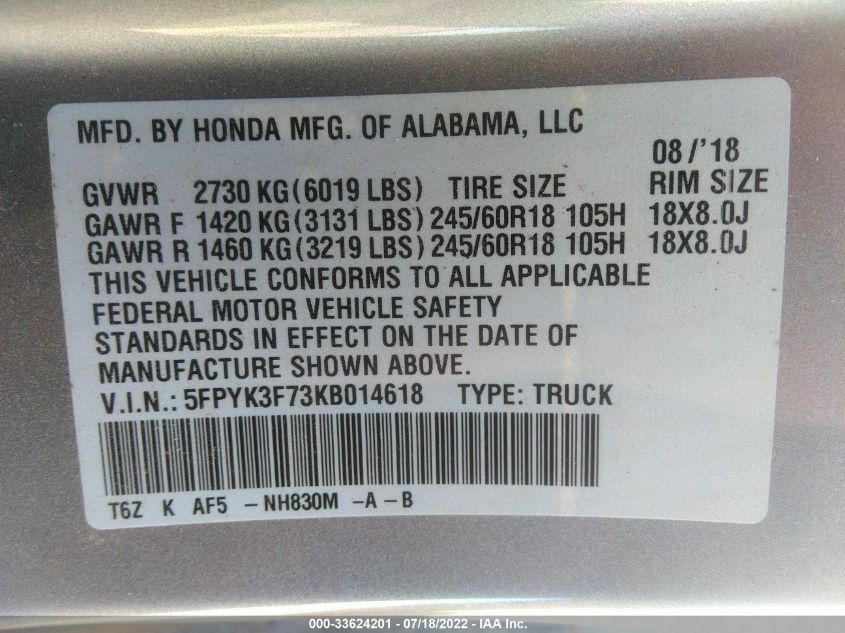 MFD. BY HONDA MFG. OF ALABAMA, LLC
08/'18
GVWR 2730 KG(6019 LBS) TIRE SIZE RIM SIZE
GAWR F 1420 KG(3131 LBS) 245/60R18 105H 18X8.0J
GAWR R 1460 KG(3219 LBS) 245/60R18 105H 18X8.0J
THIS VEHICLE CONFORMS TO ALL APPLICABLE
FEDERAL MOTOR VEHICLE SAFETY
STANDARDS IN EFFECT ON THE DATE OF
MANUFACTURE SHOWN ABOVE.
V.I.N.: 5FPYK3F73KB014618 TYPE: TRUCK
T6Z K AF5 -NH830M -A -B
000-33624201 - 07/18/2022 - IAA Inc.